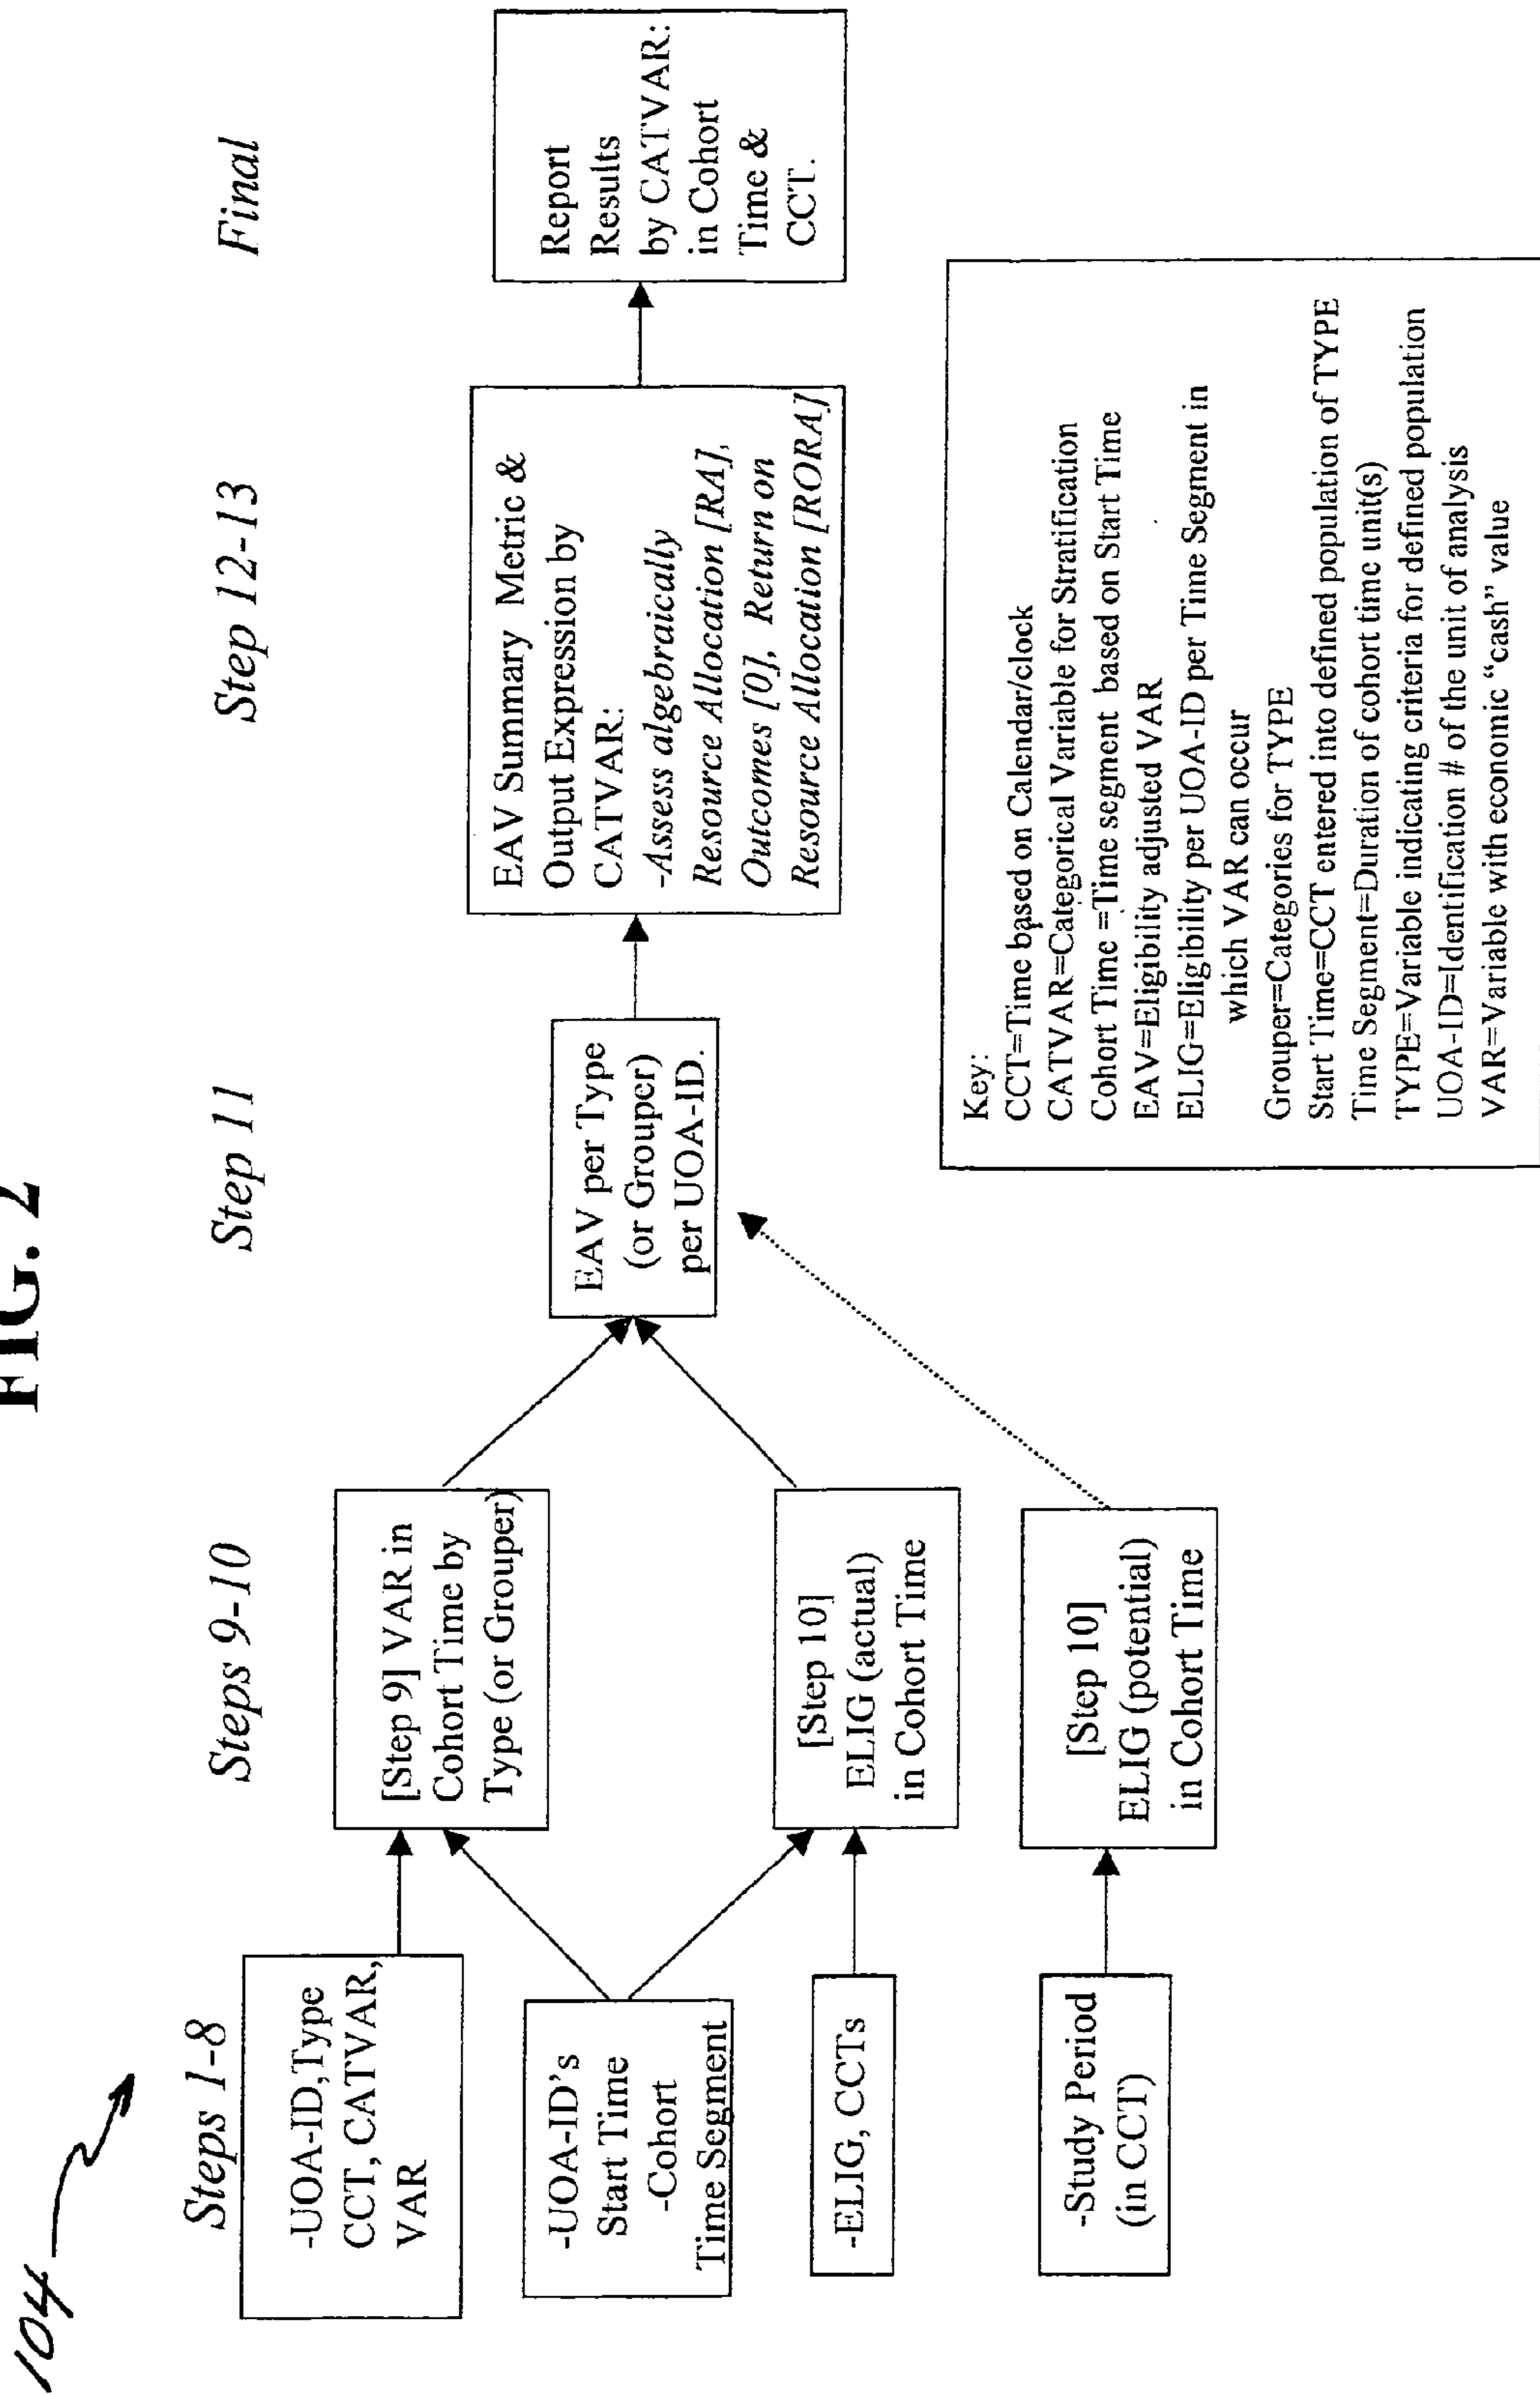 FIG. 2
104
Steps 1-8
Steps 9-10
Step 11
Step 12-13
Final
-UOA-ID,Type
CCT, CATVAR,
VAR
-UOA-ID's
Start Time
-Cohort
Time Segment
-ELIG, CCTs
-Study Period
(in CCT)
[Step 9] VAR in
Cohort Time by
Type (or Grouper)
[Step 10]
ELIG (actual)
in Cohort Time
[Step 10]
ELIG (potential)
in Cohort Time
EAV per Type
(or Grouper)
per UOA-ID.
EAV Summary Metric &
Output Expression by
CATVAR:
-Assess algebraically
Resource Allocation [RA],
Outcomes [0], Return on
Resource Allocation [RORA]
Report
Results
by CATVAR:
in Cohort
Time &
CCT.
Key:
CCT=Time based on Calendar/clock
CATVAR=Categorical Variable for Stratification
Cohort Time =Time segment based on Start Time
EAV=Eligibility adjusted VAR
ELIG=Eligibility per UOA-ID per Time Segment in
which VAR can occur
Grouper=Categories for TYPE
Start Time=CCT entered into defined population of TYPE
Time Segment=Duration of cohort time unit(s)
TYPE=Variable indicating criteria for defined population
UOA-ID=Identification # of the unit of analysis
VAR=Variable with economic "cash" value